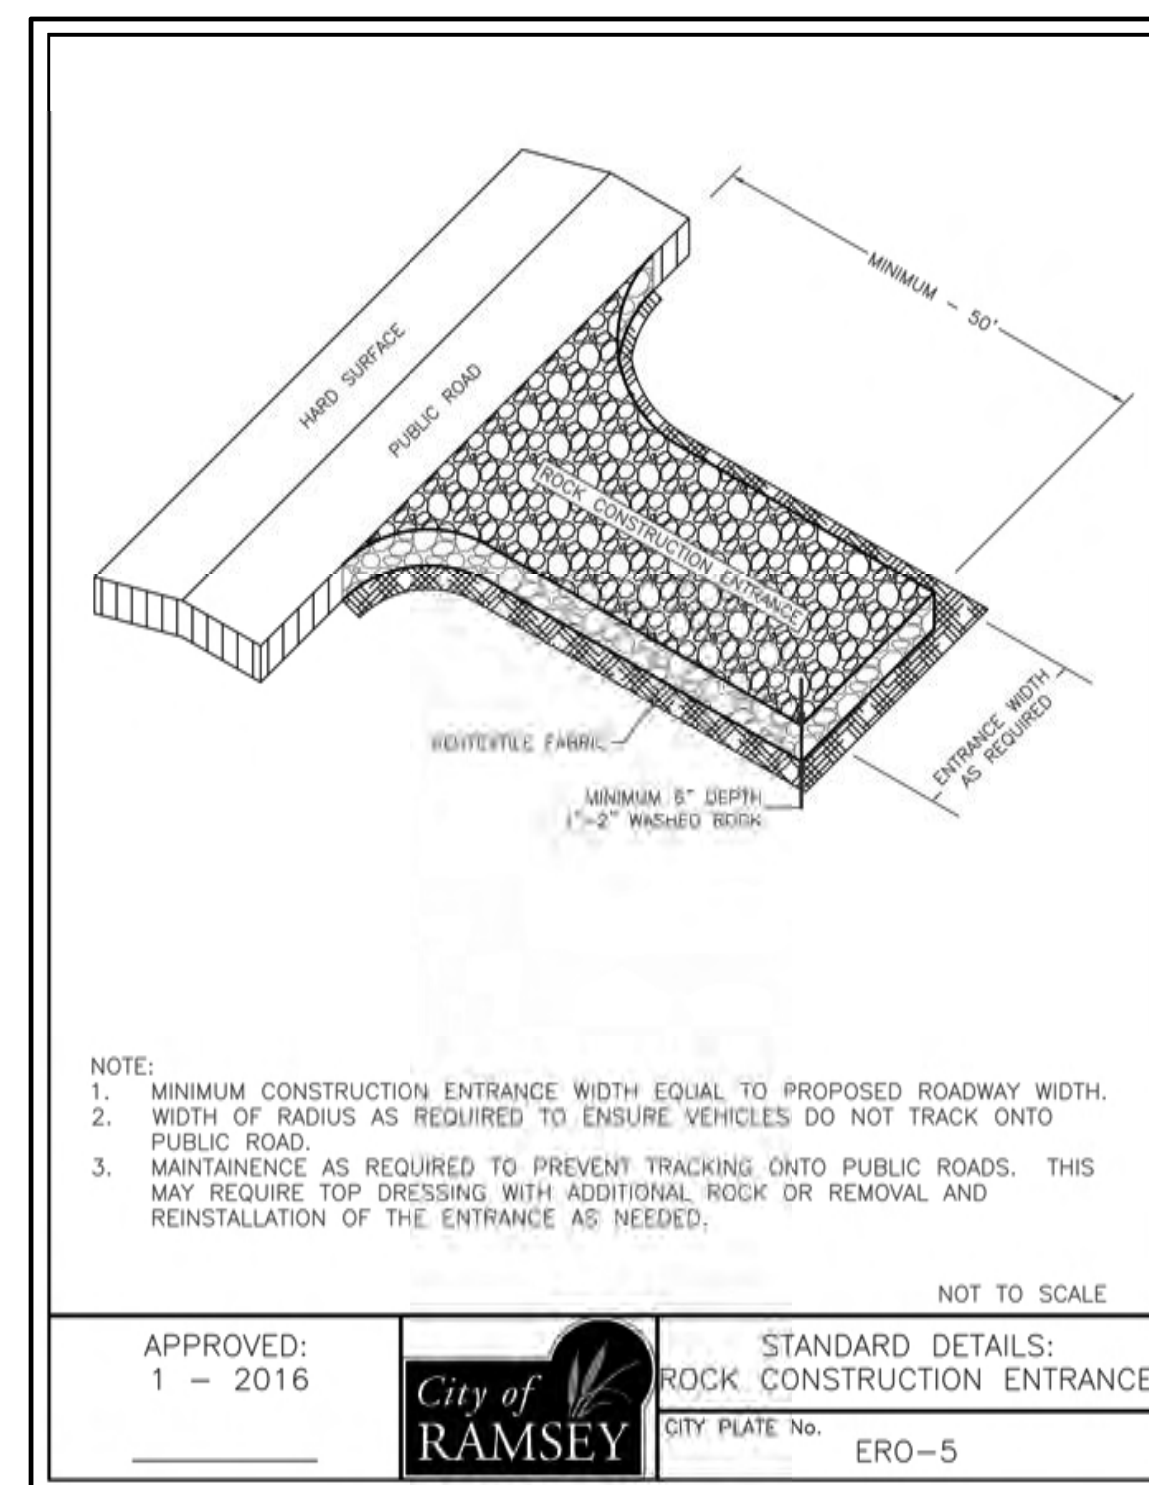 MINIMUM - 50'
HARD SURFACE
PUBLIC ROAD
ROCK CONSTRUCTION ENTRANCE
ENTRANCE WIDTH
AS REQUIRED
FABRIC
MINIMUM 6" DEPTH
1"-2" WASHED ROCK
NOTE:
1. MINIMUM CONSTRUCTION ENTRANCE WIDTH EQUAL TO PROPOSED ROADWAY WIDTH.
2. WIDTH OF RADIUS AS REQUIRED TO ENSURE VEHICLES DO NOT TRACK ONTO
PUBLIC ROAD.
3. MAINTAINENCE AS REQUIRED TO PREVENT TRACKING ONTO PUBLIC ROADS. THIS
MAY REQUIRE TOP DRESSING WITH ADDITIONAL ROCK OR REMOVAL AND
REINSTALLATION OF THE ENTRANCE AS NEEDED.
NOT TO SCALE
APPROVED:
1 - 2016
City of
RAMSEY
STANDARD DETAILS:
ROCK CONSTRUCTION ENTRANCE
CITY PLATE No.
ERO-5